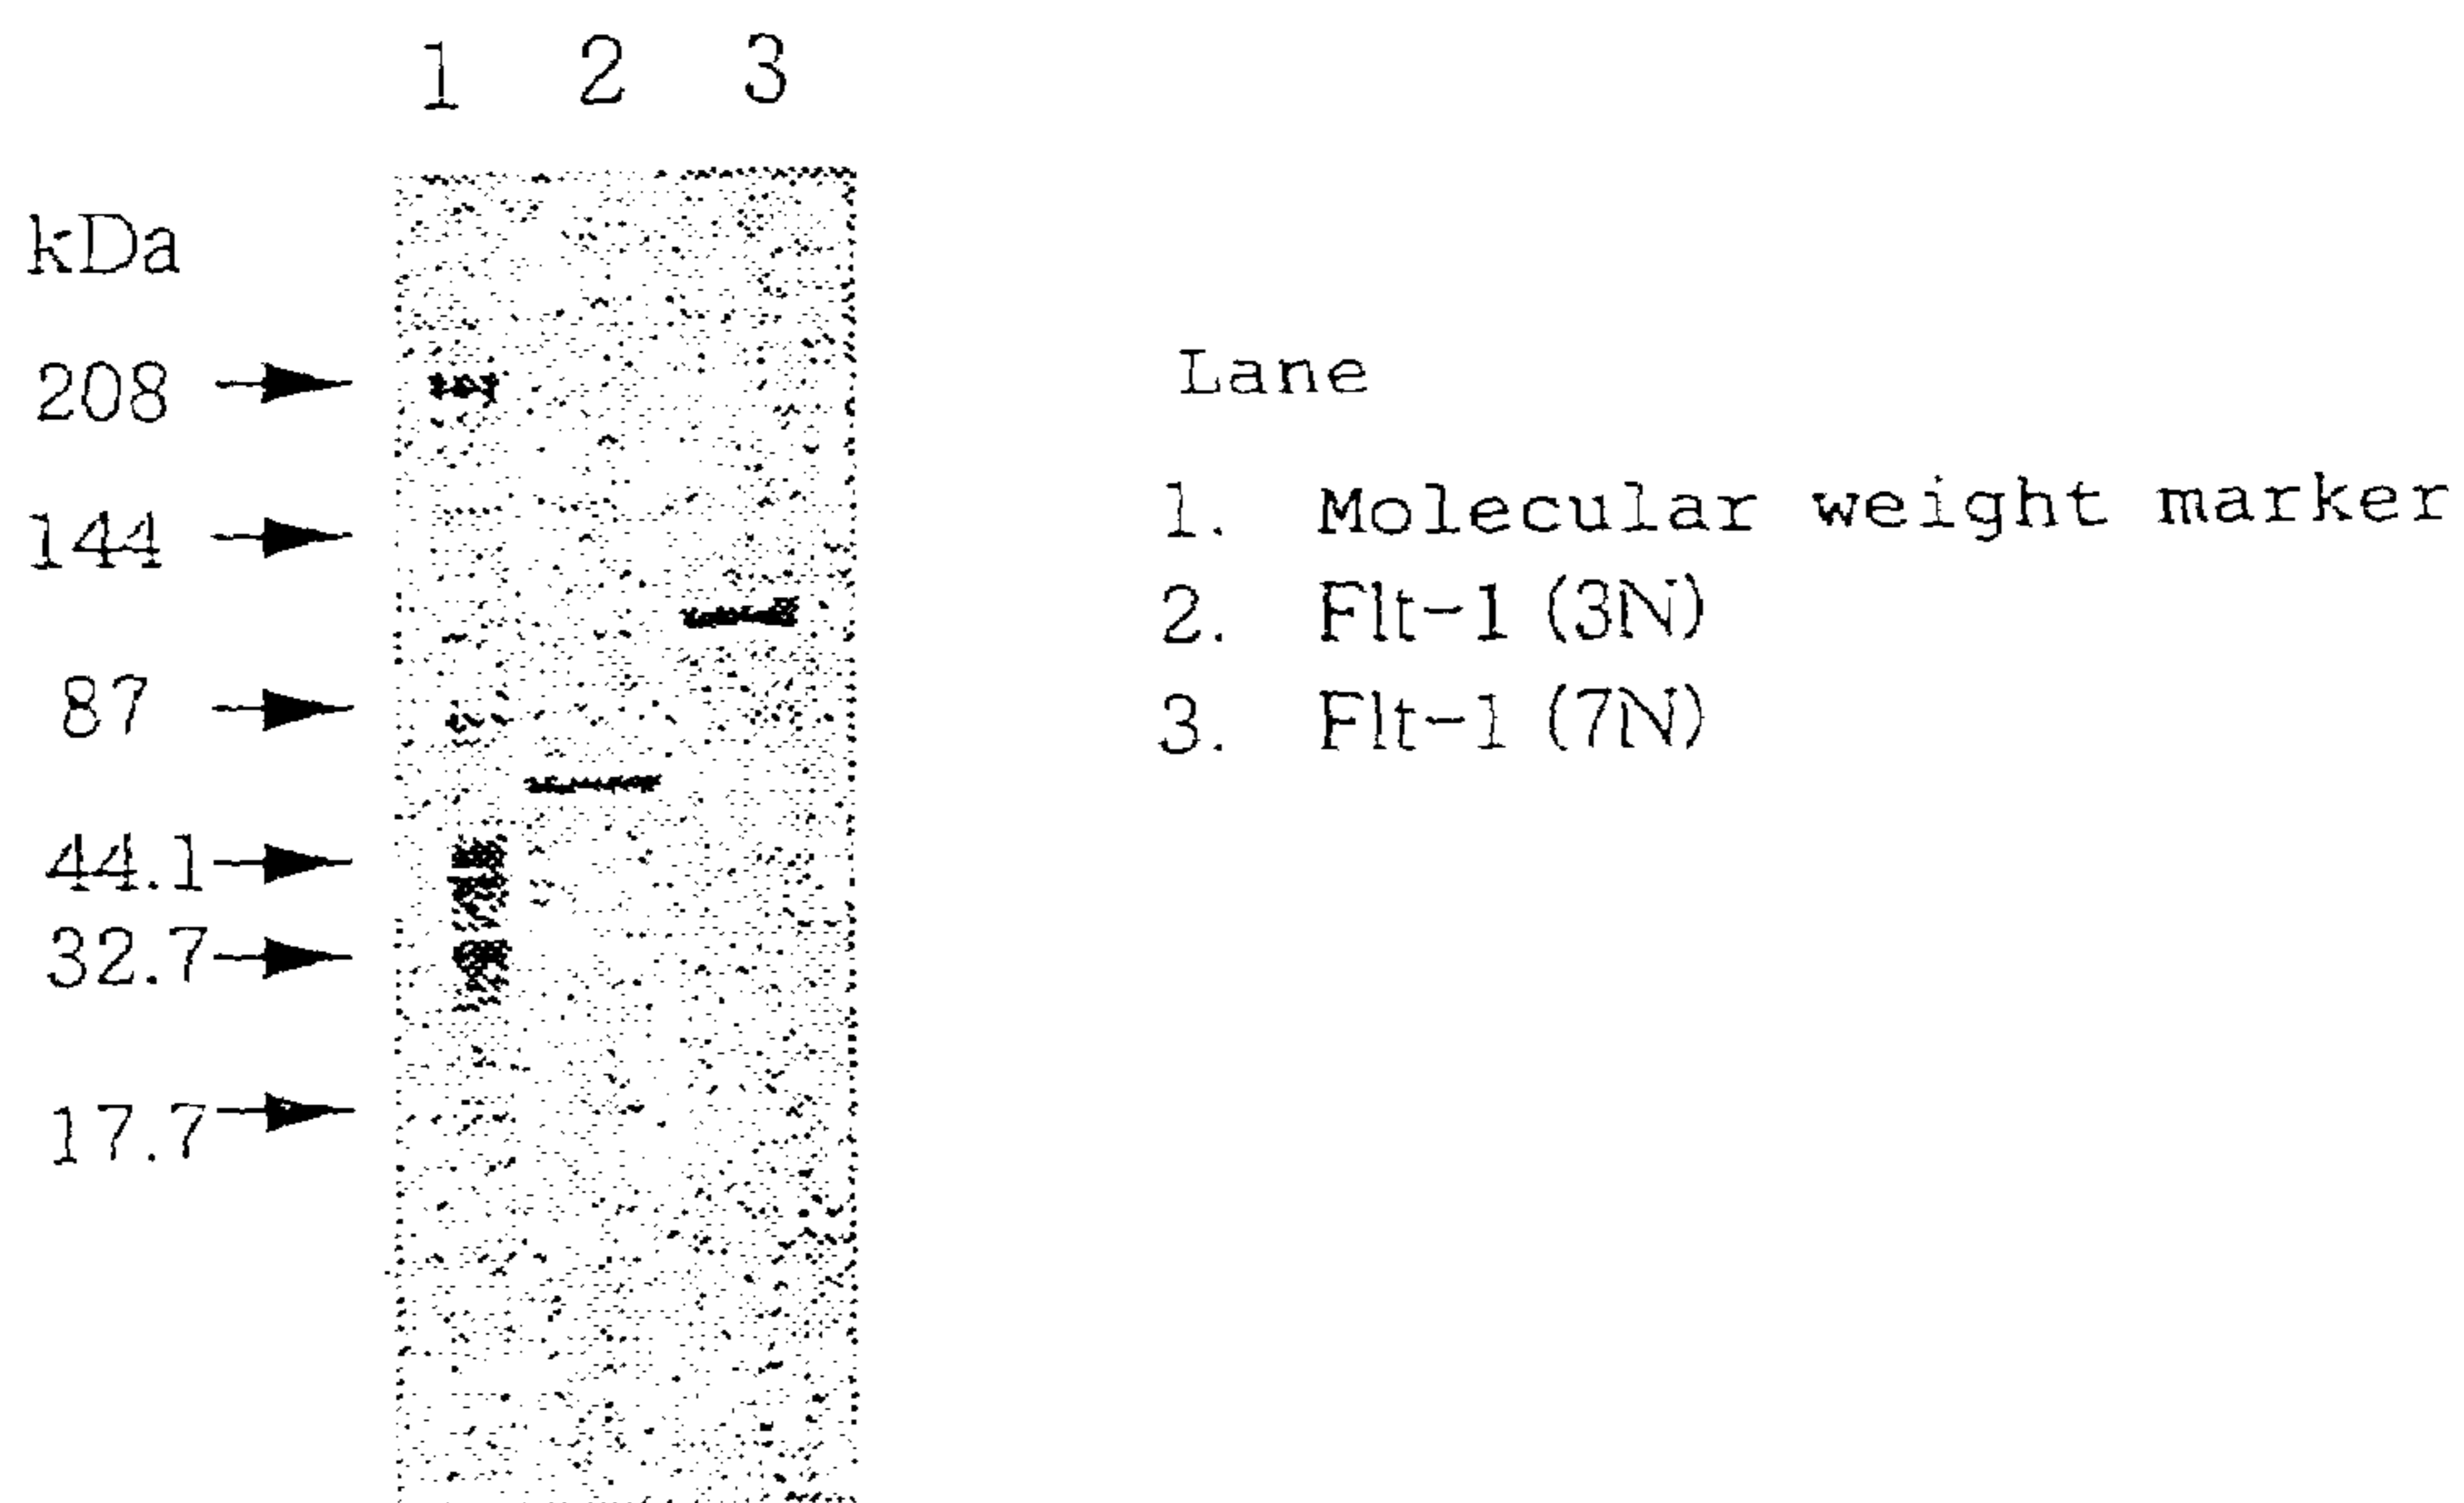 1 2 3
kDa
208
144
87
44.1
32.7
17.7
Lane
1. Molecular weight marker
2. Flt-1 (3N)
3. Flt-1 (7N)